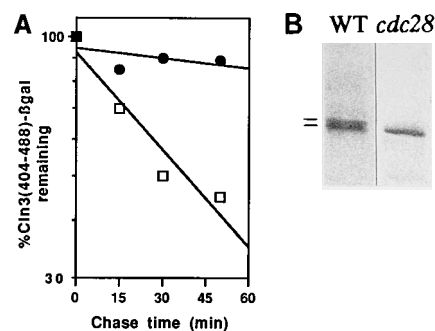 A
B
WT cdc28
100
%Cln3(404-488)-βgal
remaining
30
0 15 30 45 60
Chase time (min)